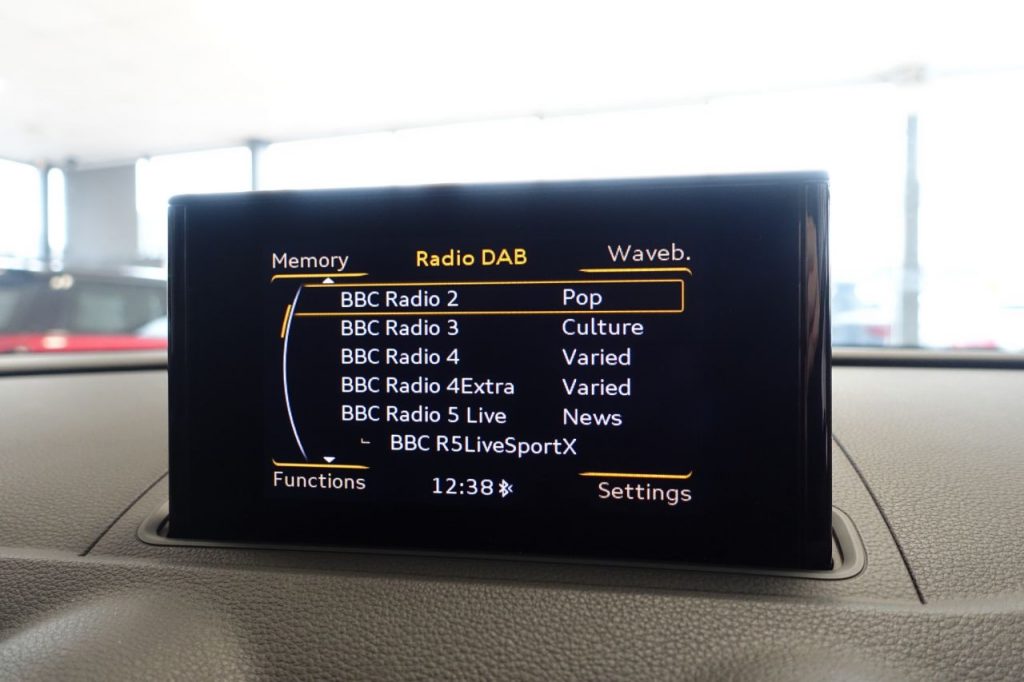 Memory Radio DAB Waveb.
BBC Radio 2 Pop
BBC Radio 3 Culture
BBC Radio 4 Varied
BBC Radio 4Extra Varied
BBC Radio 5 Live News
BBC R5LiveSportX
Functions 12:38 Settings